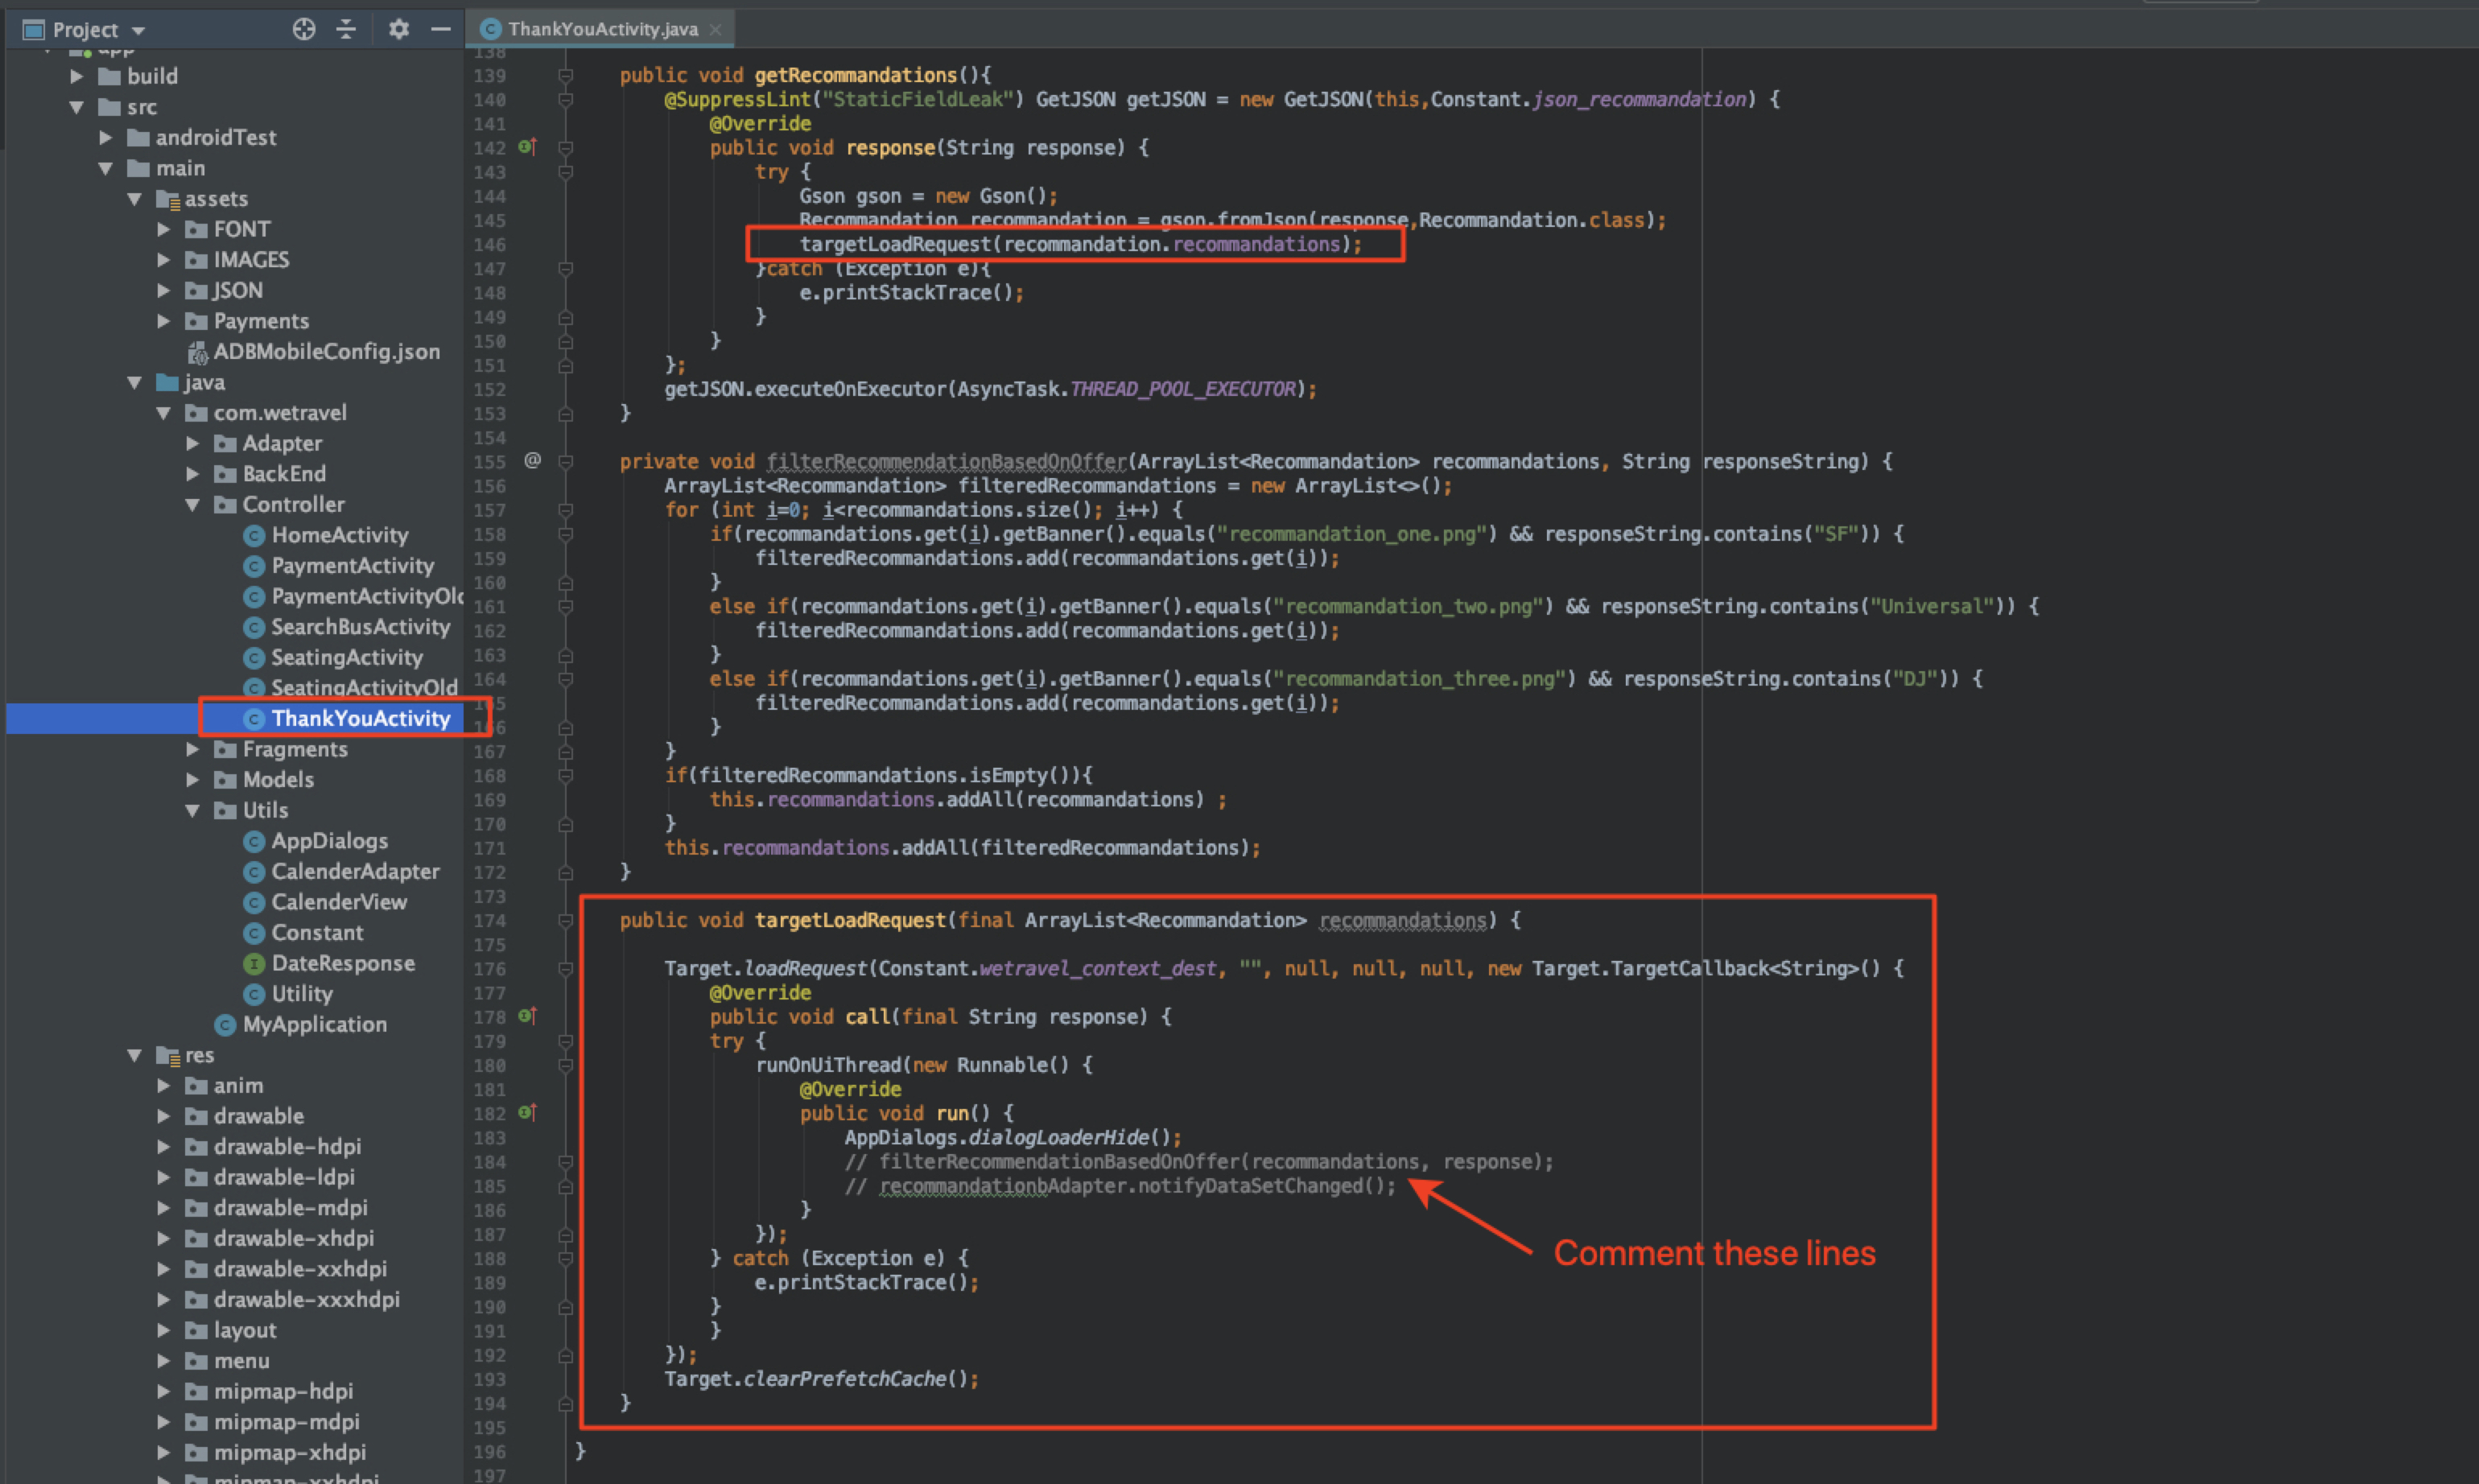 Project
ThankYouActivity.java
app
build
src
androidTest
main
assets
FONT
IMAGES
JSON
Payments
ADBMobileConfig.json
java
com.wetravel
Adapter
BackEnd
Controller
HomeActivity
PaymentActivity
PaymentActivityOld
SearchBusActivity
SeatingActivity
SeatingActivityOld
ThankYouActivity
Fragments
Models
Utils
AppDialogs
CalenderAdapter
CalenderView
Constant
DateResponse
Utility
MyApplication
res
anim
drawable
drawable-hdpi
drawable-ldpi
drawable-mdpi
drawable-xhdpi
drawable-xxhdpi
drawable-xxxhdpi
layout
menu
mipmap-hdpi
mipmap-mdpi
mipmap-xhdpi
mipmap-xxhdpi
138
139 public void getRecommandations(){
140 @SuppressLint("StaticFieldLeak") GetJSON getJSON = new GetJSON(this,Constant.json_recommandation) {
141 @Override
142 public void response(String response) {
143 try {
144 Gson gson = new Gson();
145 Recommandation recommandation = gson.fromJson(response,Recommandation.class);
146 targetLoadRequest(recommandation.recommandations);
147 }catch (Exception e){
148 e.printStackTrace();
149 }
150 }
151 };
152 getJSON.executeOnExecutor(AsyncTask.THREAD_POOL_EXECUTOR);
153 }
154
155 @ private void filterRecommendationBasedOnOffer(ArrayList<Recommandation> recommandations, String responseString) {
156 ArrayList<Recommandation> filteredRecommandations = new ArrayList<>();
157 for (int i=0; i<recommandations.size(); i++) {
158 if(recommandations.get(i).getBanner().equals("recommandation_one.png") && responseString.contains("SF")) {
159 filteredRecommandations.add(recommandations.get(i));
160 }
161 else if(recommandations.get(i).getBanner().equals("recommandation_two.png") && responseString.contains("Universal")) {
162 filteredRecommandations.add(recommandations.get(i));
163 }
164 else if(recommandations.get(i).getBanner().equals("recommandation_three.png") && responseString.contains("DJ")) {
165 filteredRecommandations.add(recommandations.get(i));
166 }
167 }
168 if(filteredRecommandations.isEmpty()){
169 this.recommandations.addAll(recommandations) ;
170 }
171 this.recommandations.addAll(filteredRecommandations);
172 }
173
174 public void targetLoadRequest(final ArrayList<Recommandation> recommandations) {
175
176 Target.loadRequest(Constant.wetravel_context_dest, "", null, null, null, new Target.TargetCallback<String>() {
177 @Override
178 public void call(final String response) {
179 try {
180 runOnUiThread(new Runnable() {
181 @Override
182 public void run() {
183 AppDialogs.dialogLoaderHide();
184 // filterRecommendationBasedOnOffer(recommandations, response);
185 // recommandationbAdapter.notifyDataSetChanged();
186 }
187 });
188 } catch (Exception e) {
189 e.printStackTrace();
190 }
191 }
192 });
193 Target.clearPrefetchCache();
194 }
195
196 }
197
Comment these lines